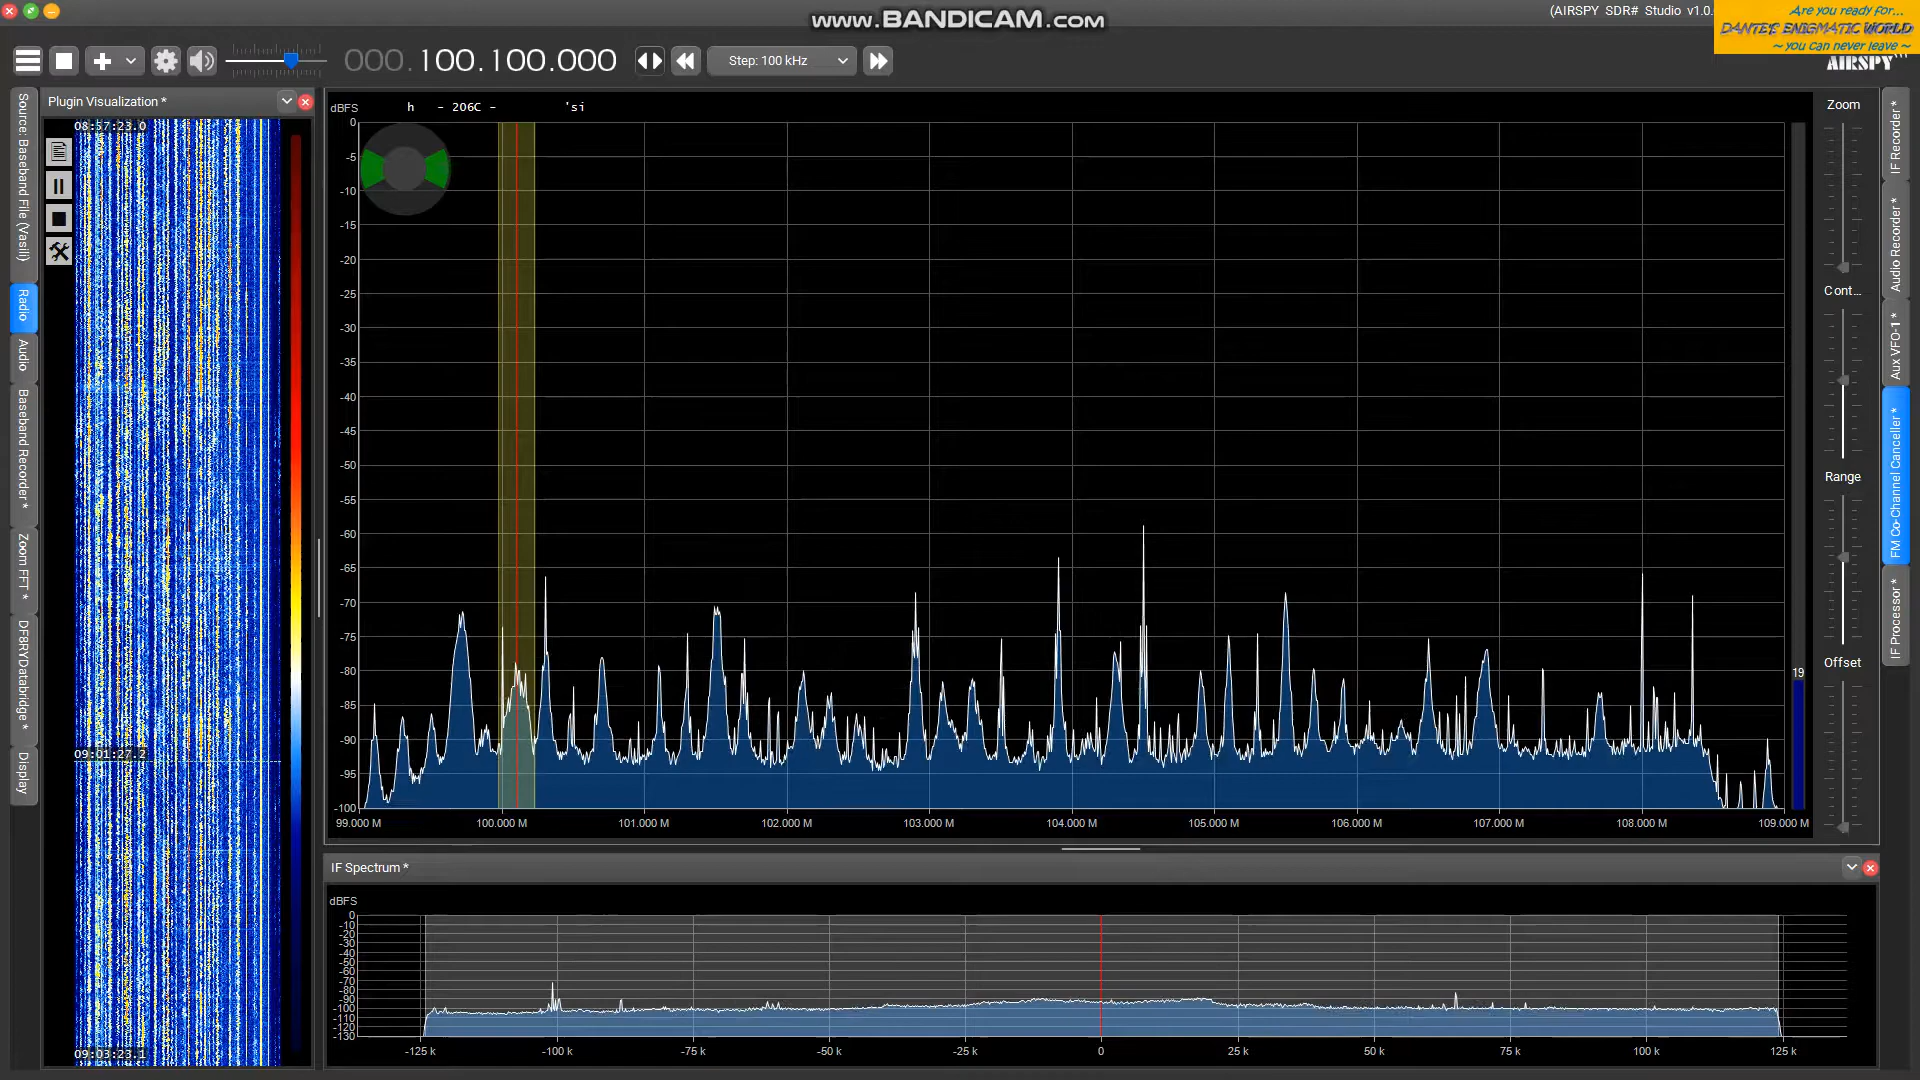 www.BANDICAM.com
(AIRSPY SDR# Studio v1.0.
Are you ready for...
DANTE'S ENIGMATIC WORLD
~ you can never leave ~
AIRSPY
000.100.100.000
Step: 100 kHz
Source: Baseband File (Vasili)
Radio
Audio
Baseband Recorder *
Zoom FFT *
DF8RYDatabridge *
Display
Plugin Visualization *
08:57:23.0
09:01:27.2
09:03:23.1
dBFS
h - 206C - 'si
0
-5
-10
-15
-20
-25
-30
-35
-40
-45
-50
-55
-60
-65
-70
-75
-80
-85
-90
-95
-100
99.000 M 100.000 M 101.000 M 102.000 M 103.000 M 104.000 M 105.000 M 106.000 M 107.000 M 108.000 M 109.000 M
19
Zoom
Cont...
Range
Offset
IF Recorder *
Audio Recorder *
Aux VFO-1 *
FM Co-Channel Canceller *
IF Processor *
IF Spectrum *
dBFS
0
-10
-20
-30
-40
-50
-60
-70
-80
-90
-100
-110
-120
-130
-125 k -100 k -75 k -50 k -25 k 0 25 k 50 k 75 k 100 k 125 k